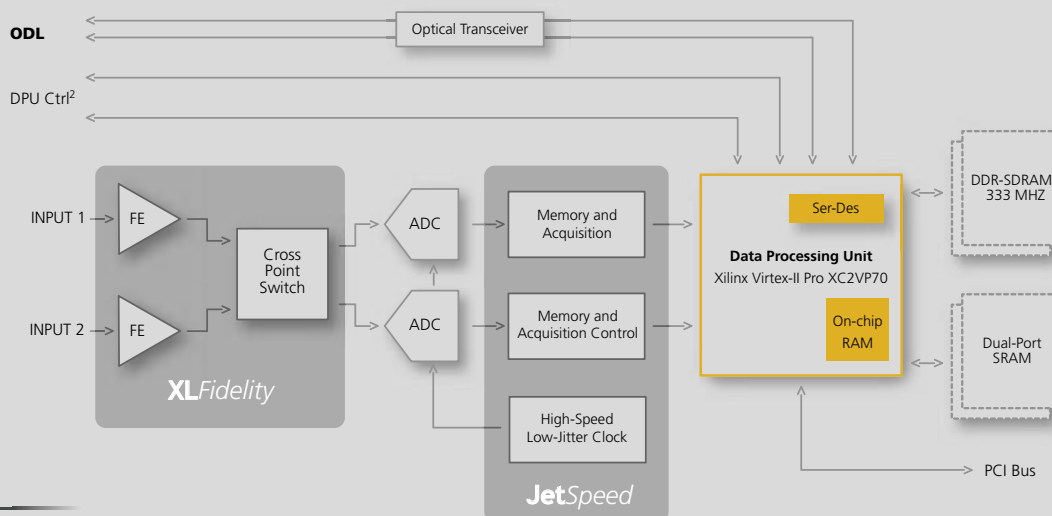 ODL
Optical Transceiver
DPU Ctrl²
INPUT 1
FE
Cross
Point
Switch
INPUT 2
FE
XLFidelity
ADC
ADC
Memory and
Acquisition
Memory and
Acquisition Control
High-Speed
Low-Jitter Clock
JetSpeed
Ser-Des
Data Processing Unit
Xilinx Virtex-II Pro XC2VP70
On-chip
RAM
DDR-SDRAM
333 MHZ
Dual-Port
SRAM
PCI Bus